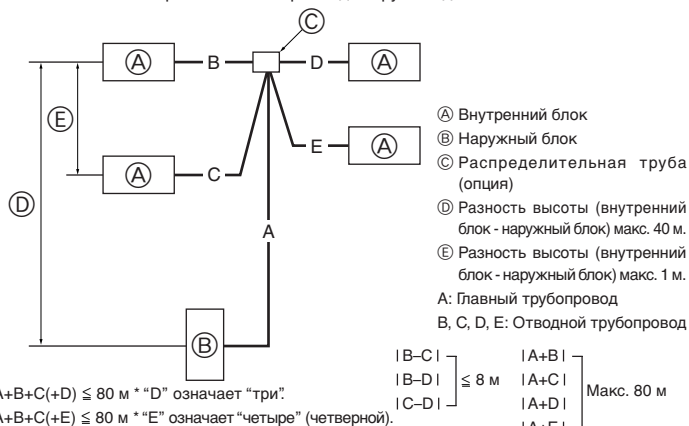 Ⓒ
Ⓐ B D Ⓐ
Ⓔ
Ⓐ C E Ⓐ
Ⓓ
A
Ⓑ
Ⓐ Внутренний блок
Ⓑ Наружный блок
Ⓒ Распределительная труба
(опция)
Ⓓ Разность высоты (внутренний
блок - наружный блок) макс. 40 м.
Ⓔ Разность высоты (внутренний
блок - наружный блок) макс. 1 м.
A: Главный трубопровод
B, C, D, E: Отводной трубопровод
| B–C |
| B–D | ≦ 8 м
| C–D |
| A+B |
| A+C |
| A+D | Макс. 80 м
| A+E |
A+B+C(+D) ≦ 80 м * “D” означает “три”.
A+B+C(+E) ≦ 80 м * “E” означает “четыре” (четверной).